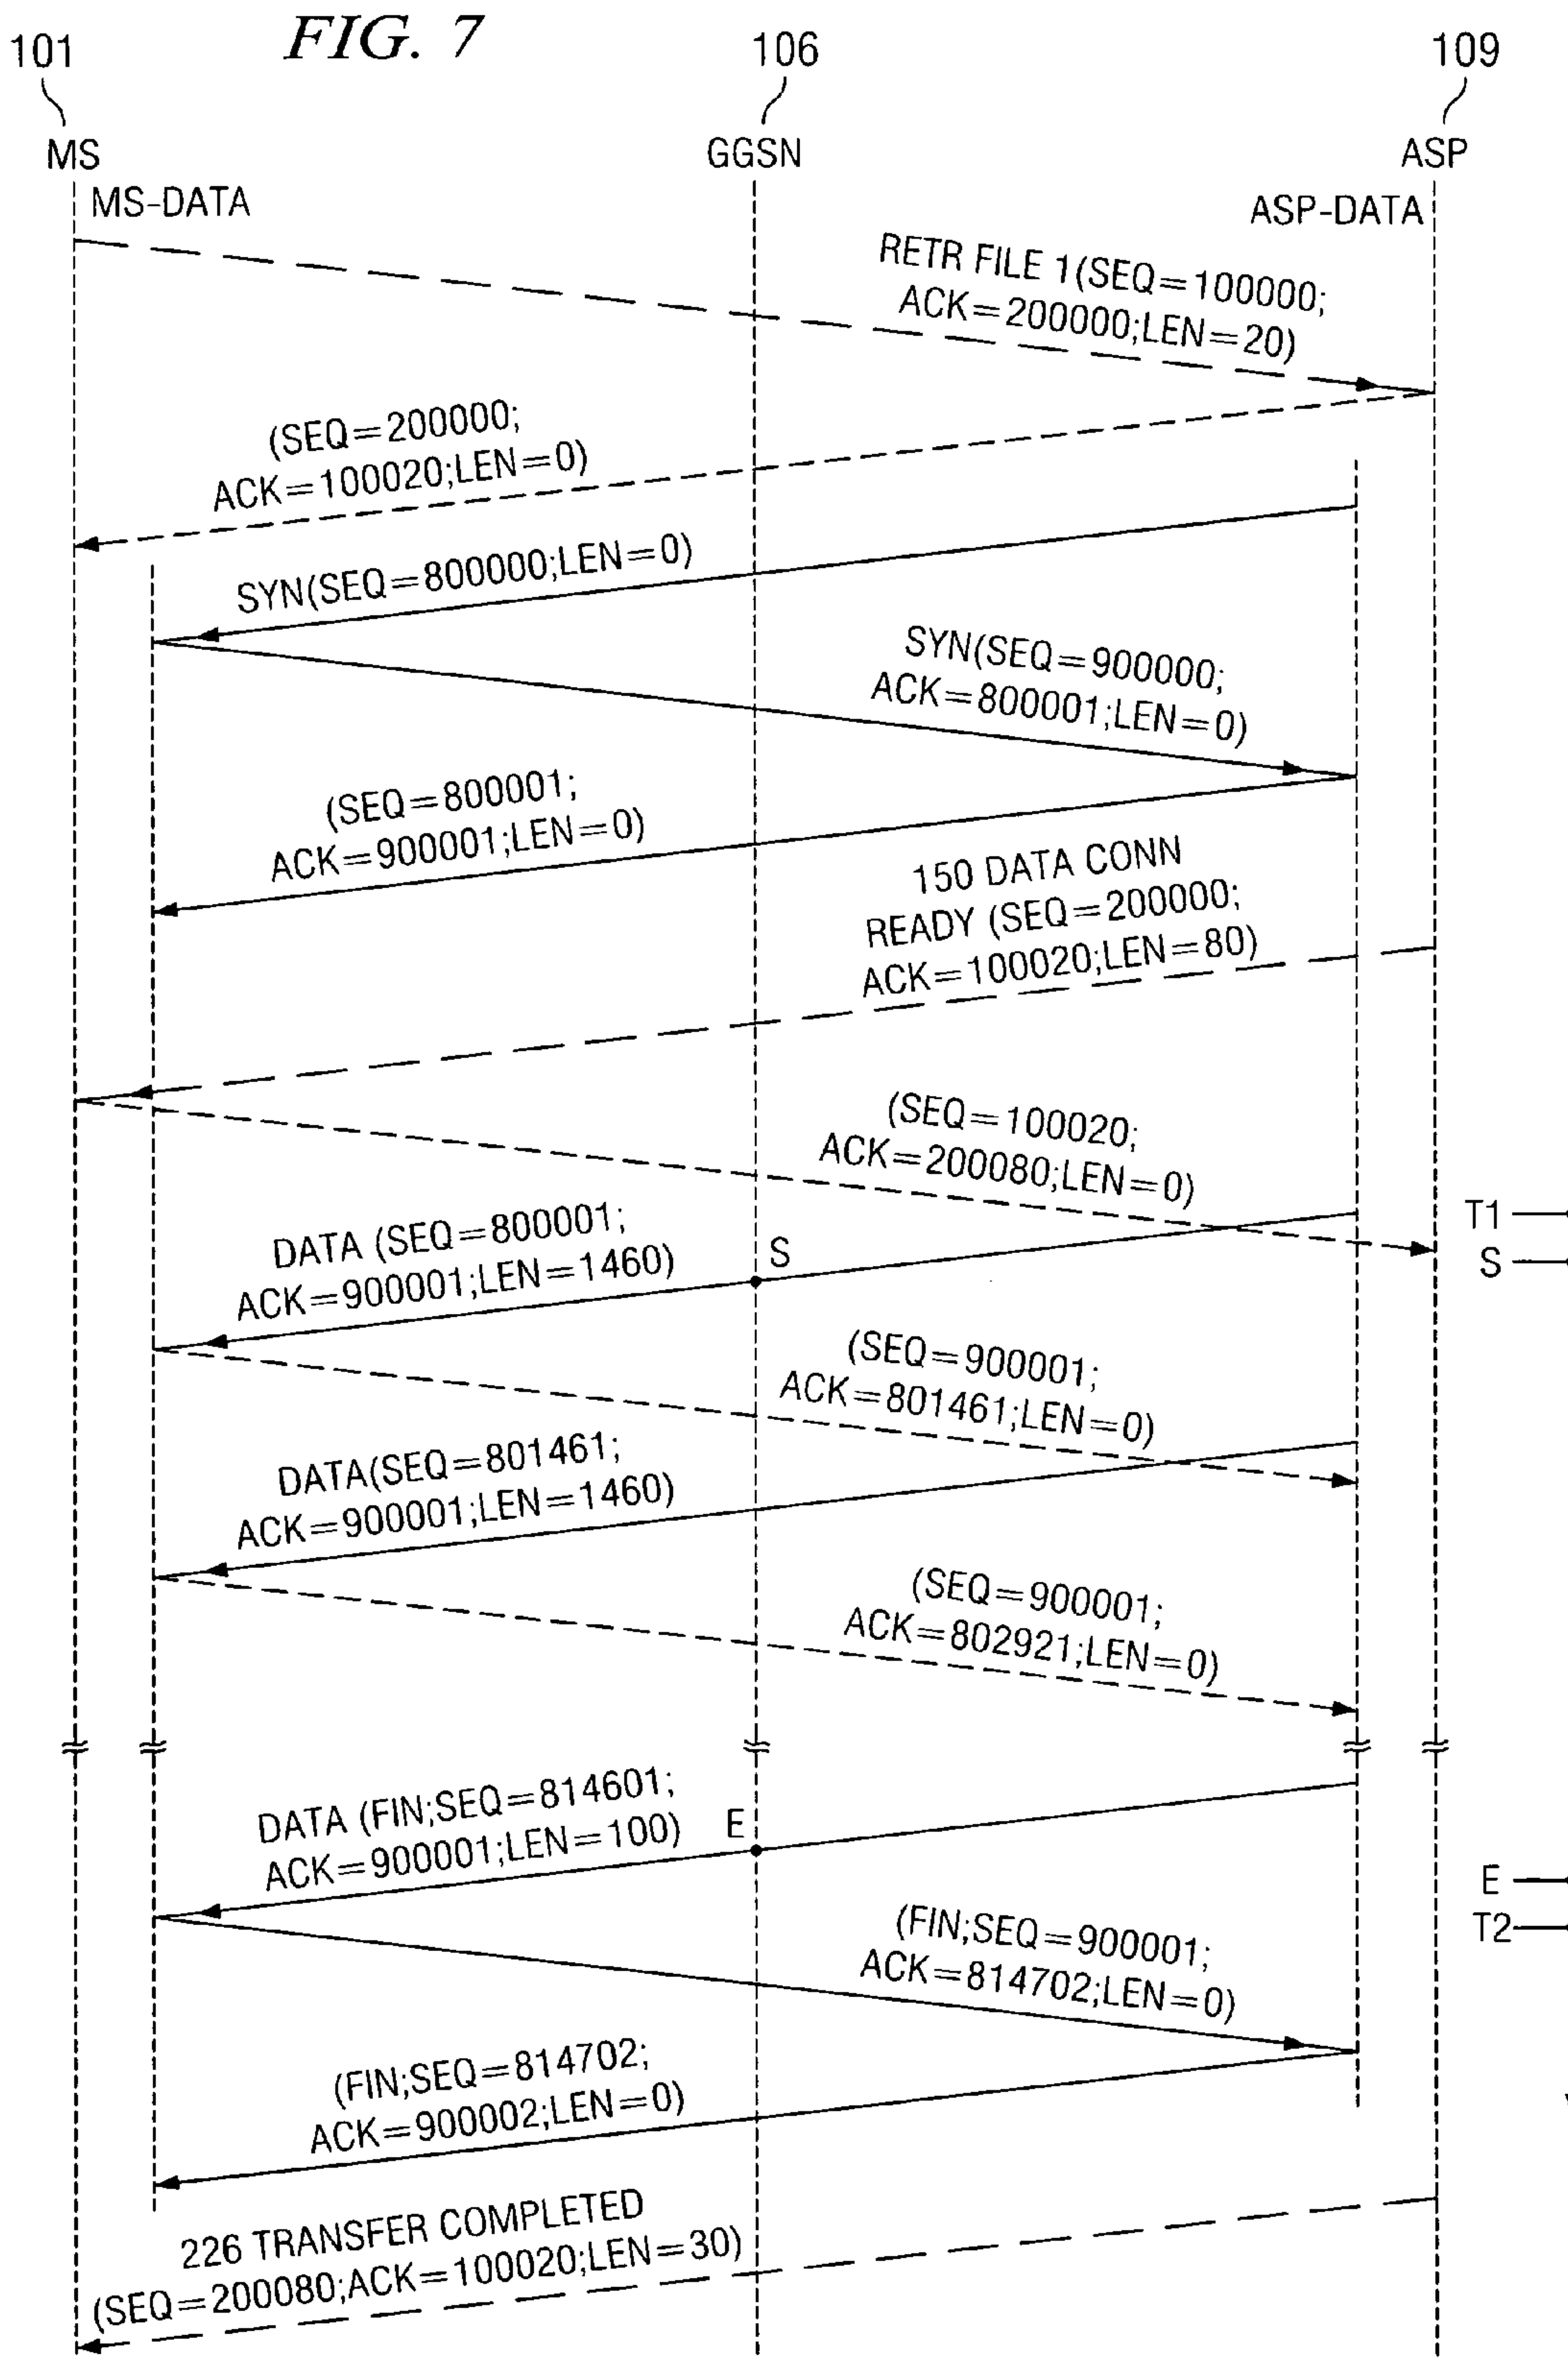 FIG. 7
101
106
109
MS
GGSN
ASP
MS-DATA
ASP-DATA
RETR FILE 1(SEQ=100000;
ACK=200000;LEN=20)
(SEQ=200000;
ACK=100020;LEN=0)
SYN(SEQ=800000;LEN=0)
SYN(SEQ=900000;
ACK=800001;LEN=0)
(SEQ=800001;
ACK=900001;LEN=0)
150 DATA CONN
READY (SEQ=200000;
ACK=100020;LEN=80)
(SEQ=100020;
ACK=200080;LEN=0)
T1
S
DATA (SEQ=800001;
ACK=900001;LEN=1460)
S
(SEQ=900001;
ACK=801461;LEN=0)
DATA(SEQ=801461;
ACK=900001;LEN=1460)
(SEQ=900001;
ACK=802921;LEN=0)
DATA (FIN;SEQ=814601;
ACK=900001;LEN=100)
E
E
T2
(FIN;SEQ=900001;
ACK=814702;LEN=0)
(FIN;SEQ=814702;
ACK=900002;LEN=0)
226 TRANSFER COMPLETED
(SEQ=200080;ACK=100020;LEN=30)